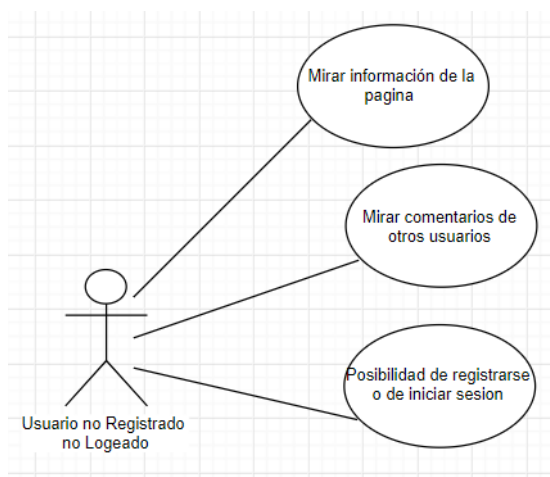 Mirar información de la
pagina
Mirar comentarios de
otros usuarios
Posibilidad de registrarse
o de iniciar sesion
Usuario no Registrado
no Logeado